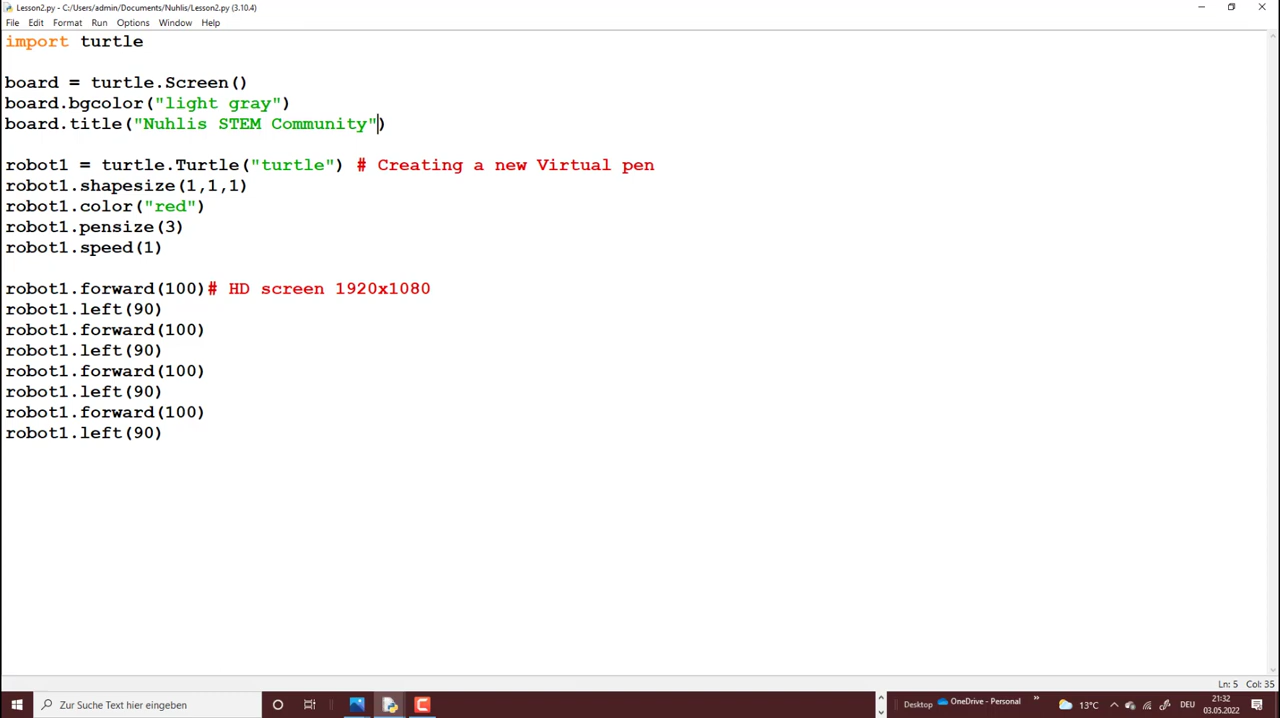 Lesson2.py - C:/Users/admin/Documents/Nuhlis/Lesson2.py (3.10.4)
File Edit Format Run Options Window Help
import turtle
board = turtle.Screen()
board.bgcolor("light gray")
board.title("Nuhlis STEM Community")
robot1 = turtle.Turtle("turtle") # Creating a new Virtual pen
robot1.shapesize(1,1,1)
robot1.color("red")
robot1.pensize(3)
robot1.speed(1)
robot1.forward(100)# HD screen 1920x1080
robot1.left(90)
robot1.forward(100)
robot1.left(90)
robot1.forward(100)
robot1.left(90)
robot1.forward(100)
robot1.left(90)
Ln: 5 Col: 35
Zur Suche Text hier eingeben
Desktop OneDrive - Personal » 13°C DEU 21:32
03.05.2022